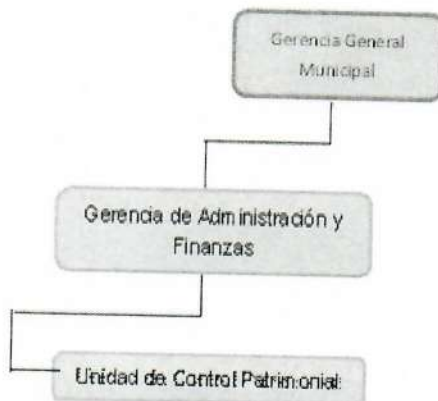 Gerencia General
Municipal
Gerencia de Administración y
Finanzas
Unidad de Control Patrimonial